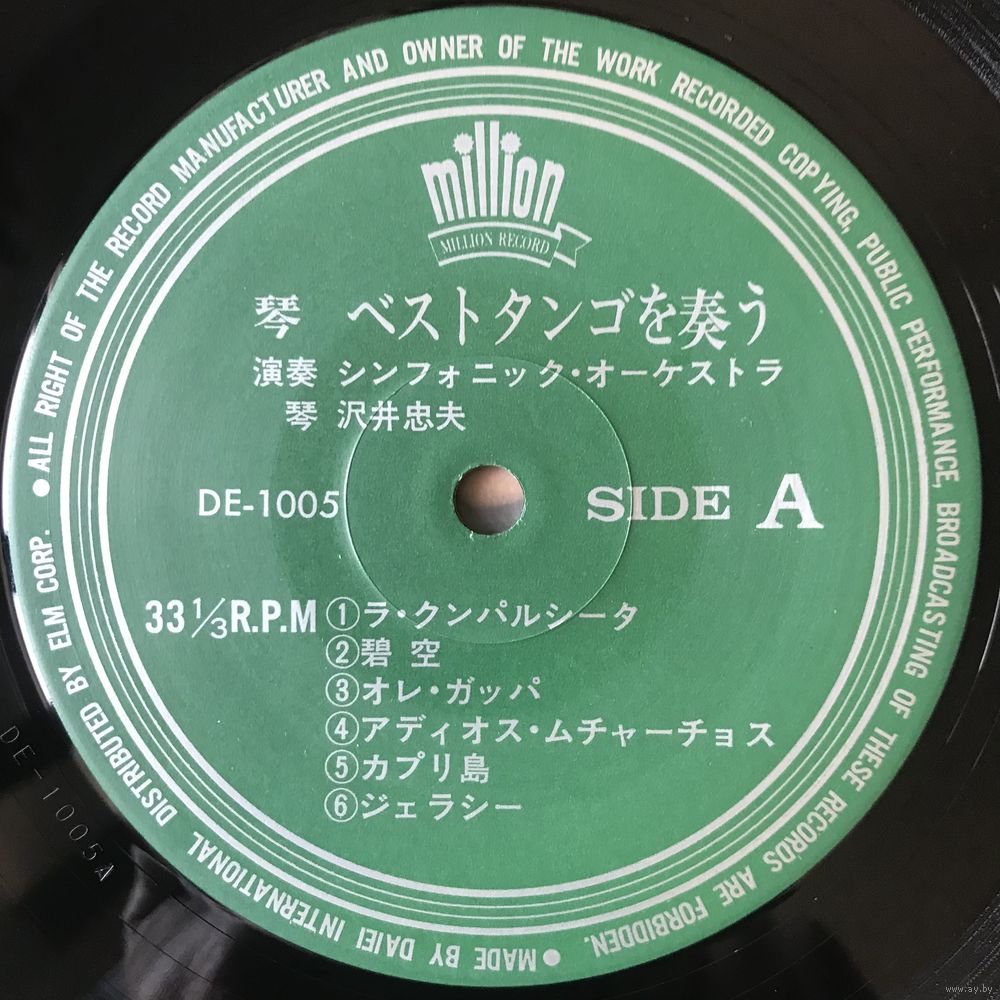 million
MILLION RECORD
琴 ベストタンゴを奏う
演奏 シンフォニック・オーケストラ
琴 沢井忠夫
DE-1005
SIDE A
33 1/3 R.P.M
①ラ・クンパルシータ
②碧空
③オレ・ガッパ
④アディオス・ムチャーチョス
⑤カプリ島
⑥ジェラシー
● ALL RIGHT OF THE RECORD MANUFACTURER AND OWNER OF THE WORK RECORDED COPYING, PUBLIC PERFORMANCE, BROADCASTING OF THESE RECORDS ARE FORBIDDEN.
● MADE BY DAIEI INTERNATIONAL DISTRIBUTED BY ELM CORP.
DE-1005A
www.ay.by